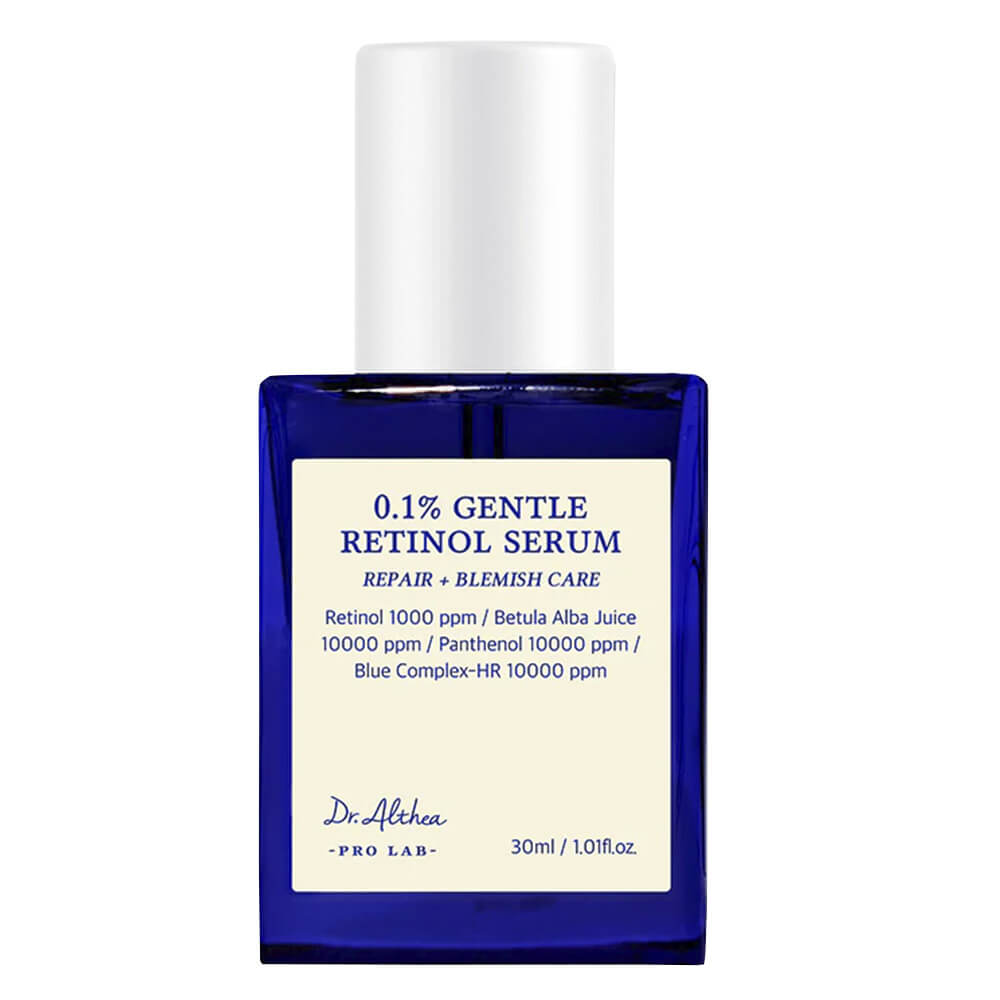 0.1% GENTLE
RETINOL SERUM
REPAIR + BLEMISH CARE
Retinol 1000 ppm / Betula Alba Juice
10000 ppm / Panthenol 10000 ppm /
Blue Complex-HR 10000 ppm
Dr.Althea
-PRO LAB-
30ml / 1.01fl.oz.